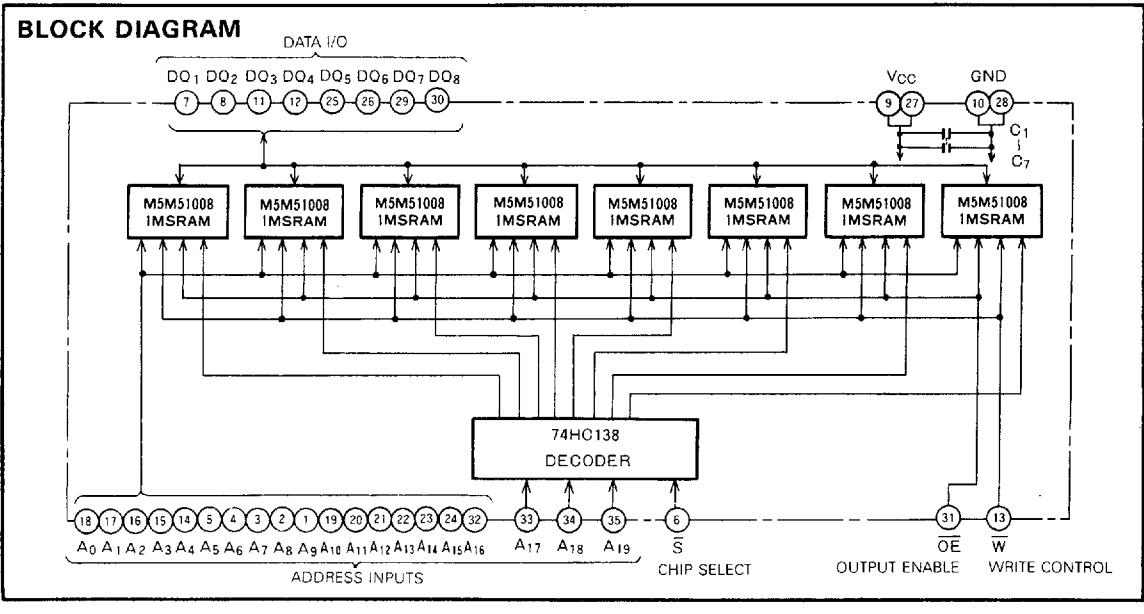 BLOCK DIAGRAM
DATA I/O
DQ1 DQ2 DQ3 DQ4 DQ5 DQ6 DQ7 DQ8
VCC GND
7 8 11 12 25 26 29 30
9 27 10 28
C1
C7
M5M51008 M5M51008 M5M51008 M5M51008 M5M51008 M5M51008 M5M51008 M5M51008
1MSRAM 1MSRAM 1MSRAM 1MSRAM 1MSRAM 1MSRAM 1MSRAM 1MSRAM
74HC138
DECODER
18 17 16 15 14 5 4 3 2 1 19 20 21 22 23 24 32 33 34 35 6 31 13
A0 A1 A2 A3 A4 A5 A6 A7 A8 A9 A10 A11 A12 A13 A14 A15 A16 A17 A18 A19 S̅ O̅E̅ W̅
ADDRESS INPUTS
CHIP SELECT
OUTPUT ENABLE
WRITE CONTROL